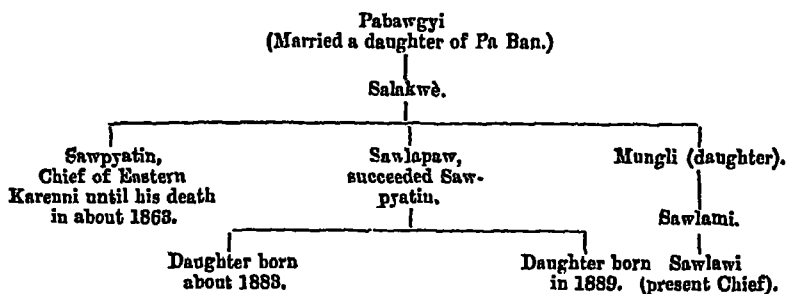 Pabawgyi
(Married a daughter of Pa Ban.)
Salakwè.
Sawpyatin,
Chief of Eastern
Karenni until his death
in about 1868.
Sawlapaw,
succeeded Saw-
pyatin.
Mungli (daughter).
Sawlami.
Daughter born
about 1883.
Daughter born
in 1889.
Sawlawi
(present Chief).